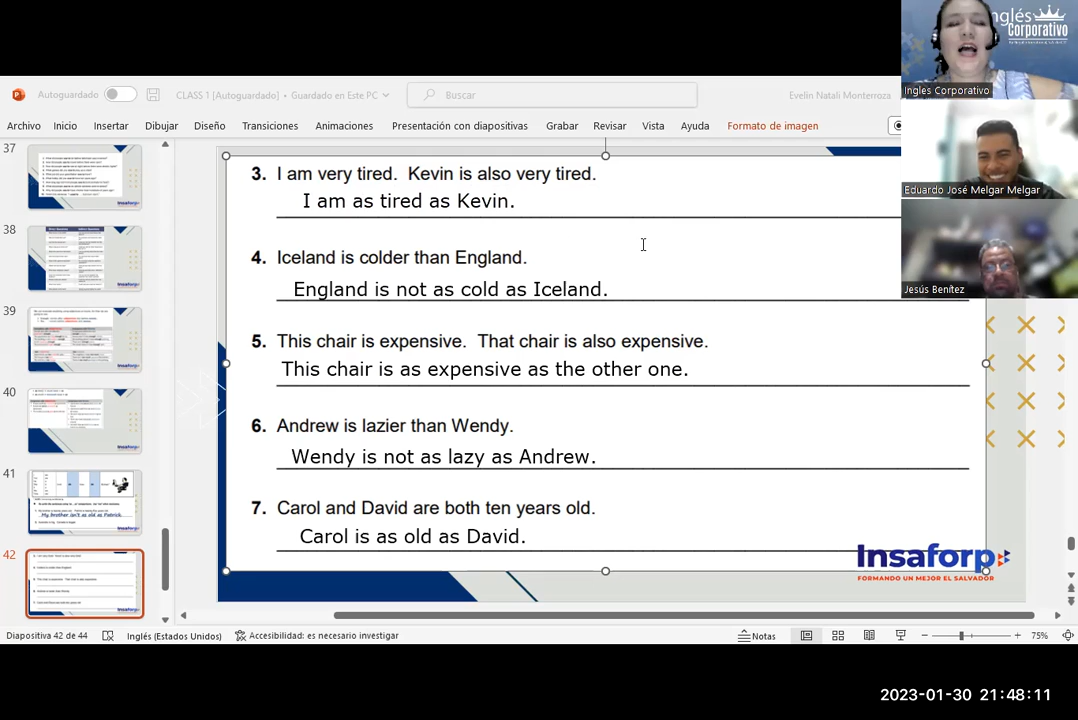 Inglés
Corporativo
Ingles Corporativo
Autoguardado
CLASS 1 [Autoguardado] • Guardado en Este PC
Buscar
Evelin Natali Monterroza
Archivo Inicio Insertar Dibujar Diseño Transiciones Animaciones Presentación con diapositivas Grabar Revisar Vista Ayuda Formato de imagen
Eduardo José Melgar Melgar
Jesús Benítez
37
38
39
40
41
My brother isn't as old as Patrick.
42
3. I am very tired. Kevin is also very tired.
I am as tired as Kevin.
4. Iceland is colder than England.
England is not as cold as Iceland.
5. This chair is expensive. That chair is also expensive.
This chair is as expensive as the other one.
6. Andrew is lazier than Wendy.
Wendy is not as lazy as Andrew.
7. Carol and David are both ten years old.
Carol is as old as David.
Insaforp
FORMANDO UN MEJOR EL SALVADOR
Diapositiva 42 de 44 Inglés (Estados Unidos) Accesibilidad: es necesario investigar Notas 75%
2023-01-30 21:48:11